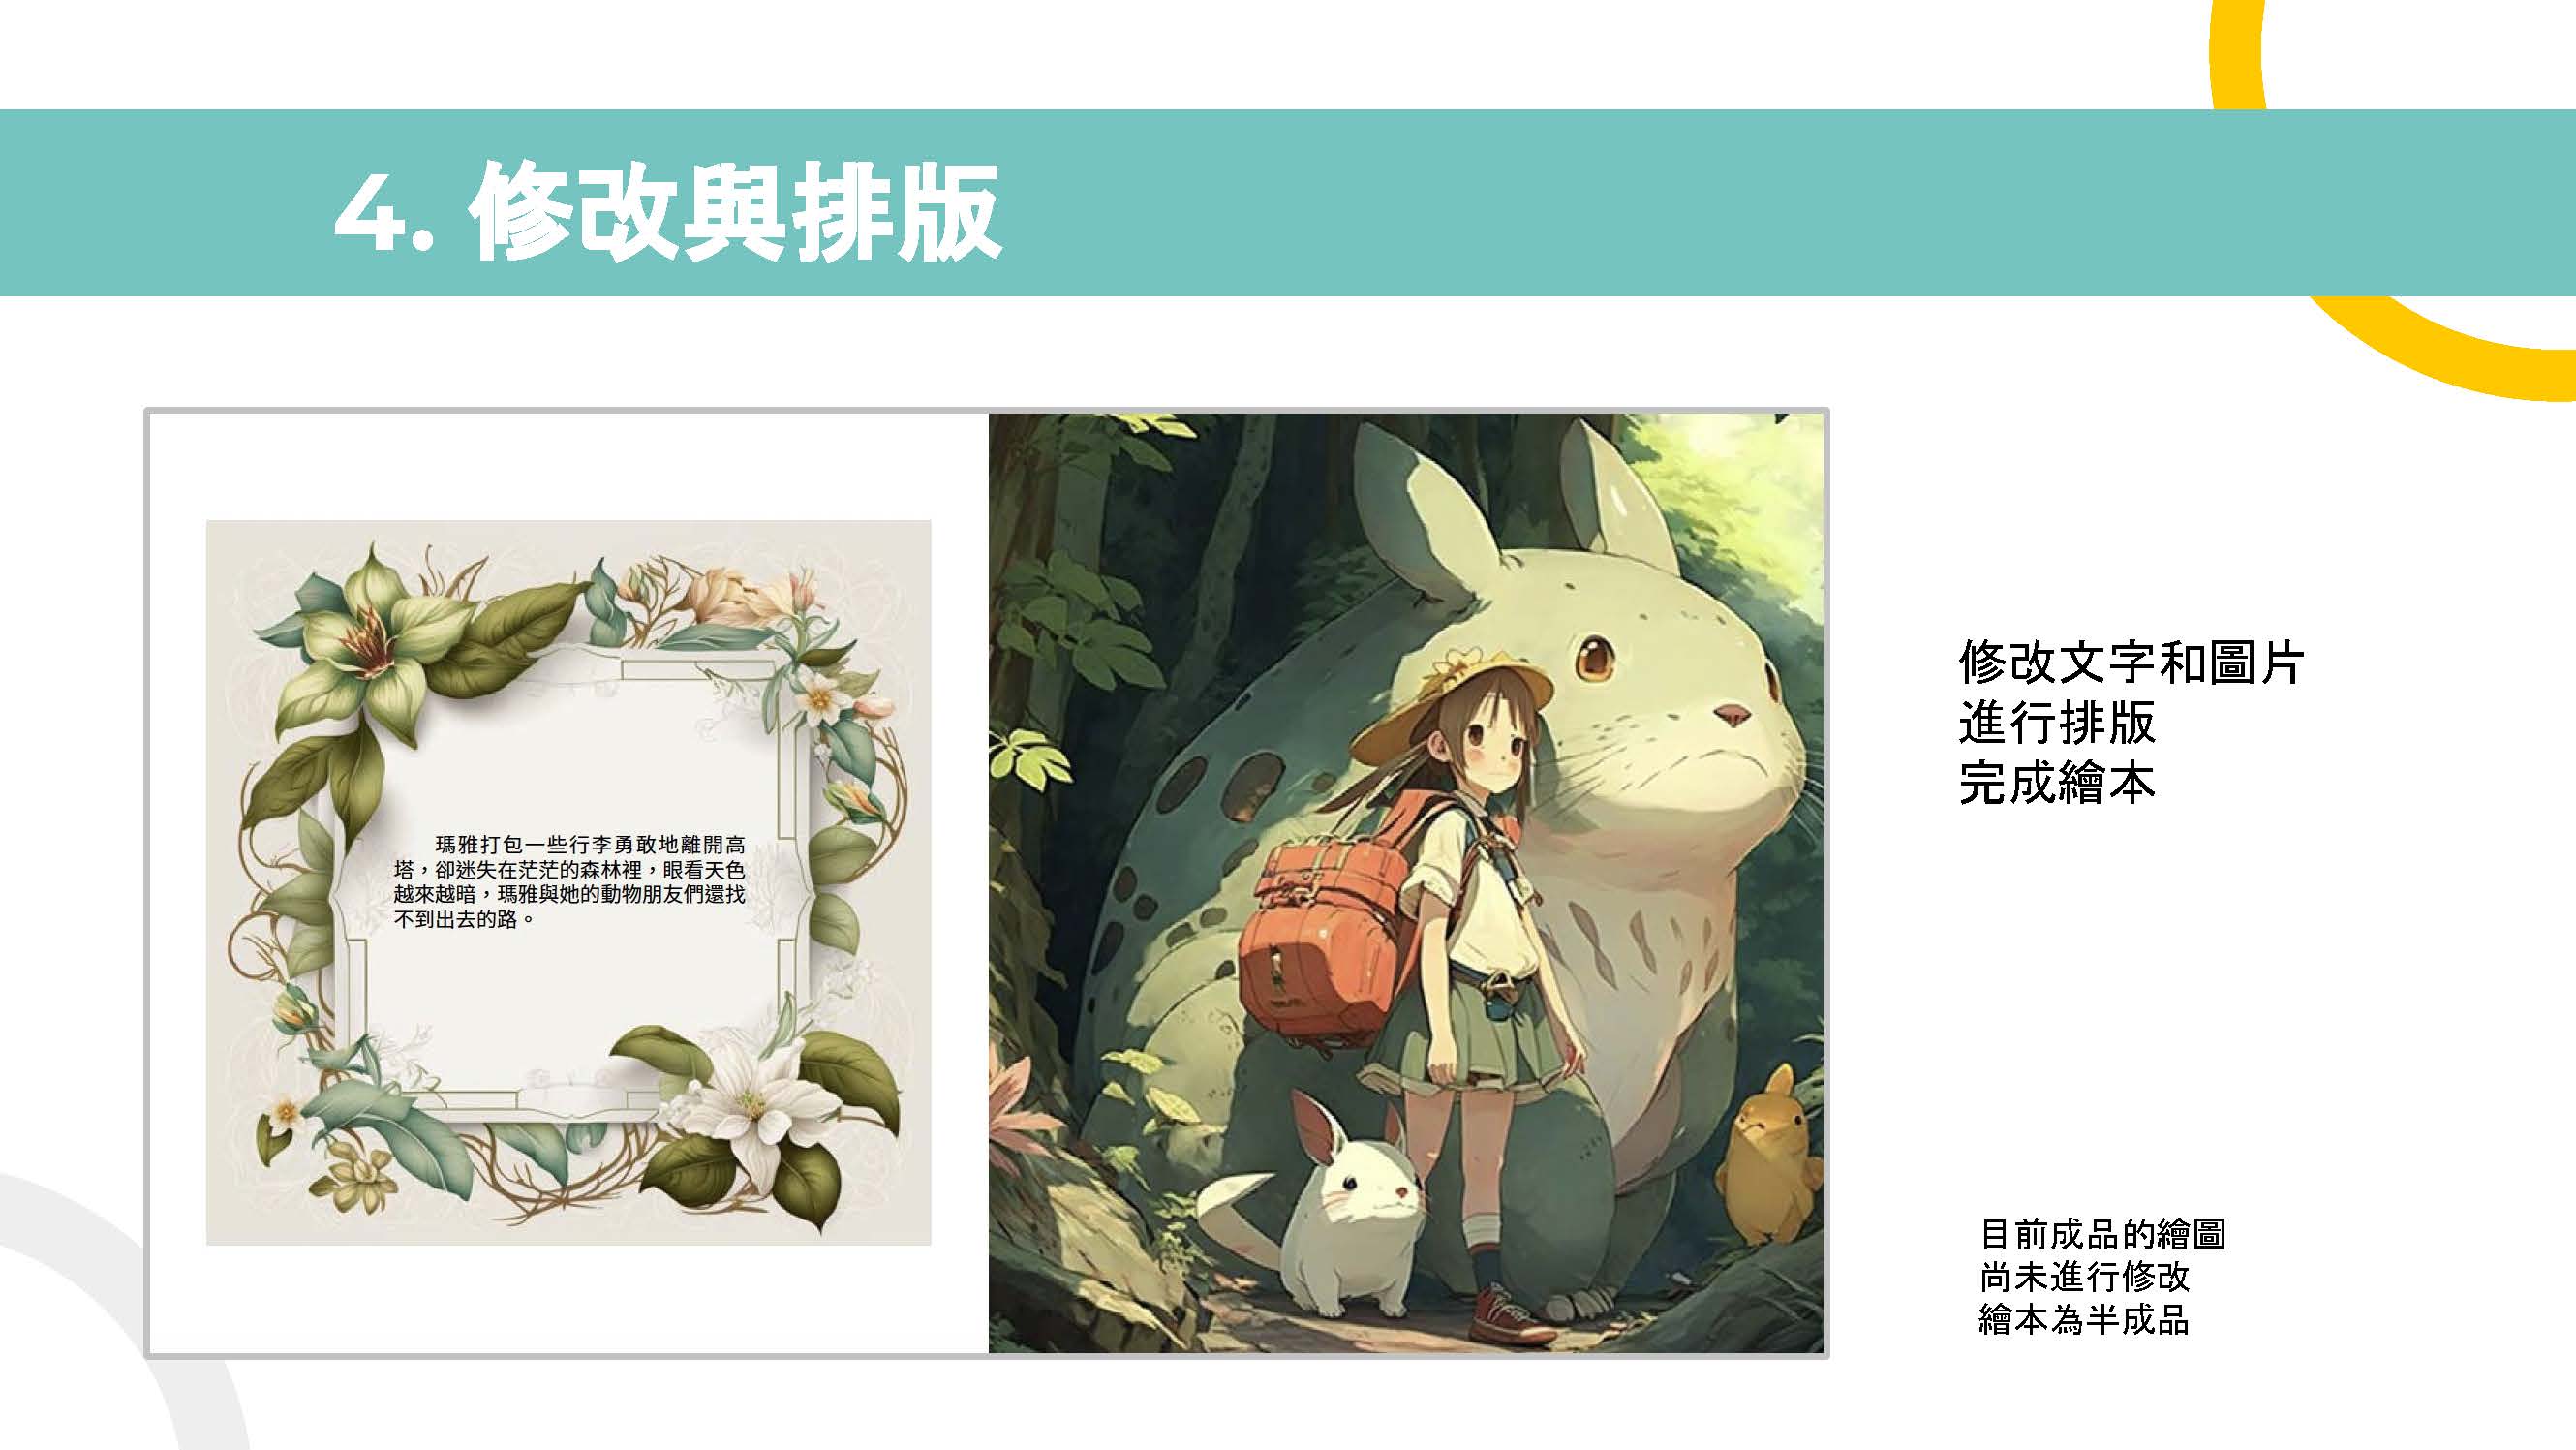 4. 修改與排版
瑪雅打包一些行李勇敢地離開高
塔，卻迷失在茫茫的森林裡，眼看天色
越來越暗，瑪雅與她的動物朋友們還找
不到出去的路。
修改文字和圖片
進行排版
完成繪本
目前成品的繪圖
尚未進行修改
繪本為半成品